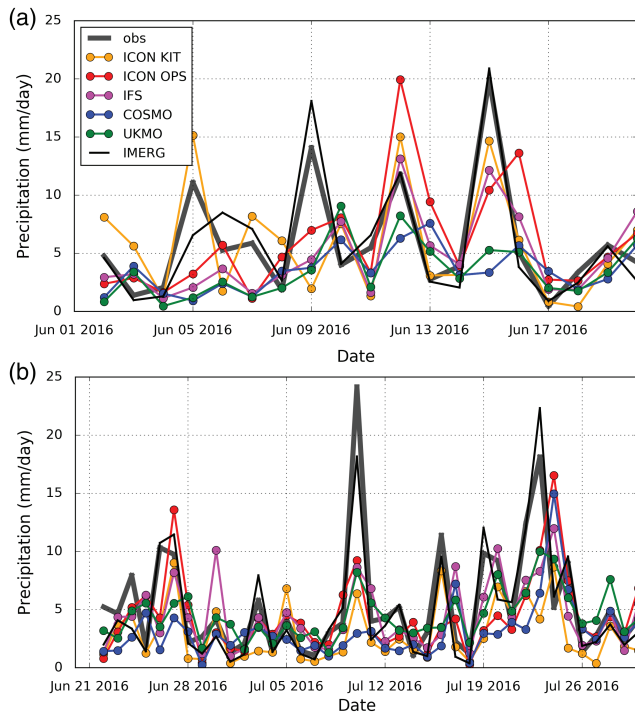 (a)
25
20
15
10
5
0
Precipitation (mm/day)
obs
ICON KIT
ICON OPS
IFS
COSMO
UKMO
IMERG
Jun 01 2016 Jun 05 2016 Jun 09 2016 Jun 13 2016 Jun 17 2016
Date
(b)
25
20
15
10
5
0
Precipitation (mm/day)
Jun 21 2016 Jun 28 2016 Jul 05 2016 Jul 12 2016 Jul 19 2016 Jul 26 2016
Date